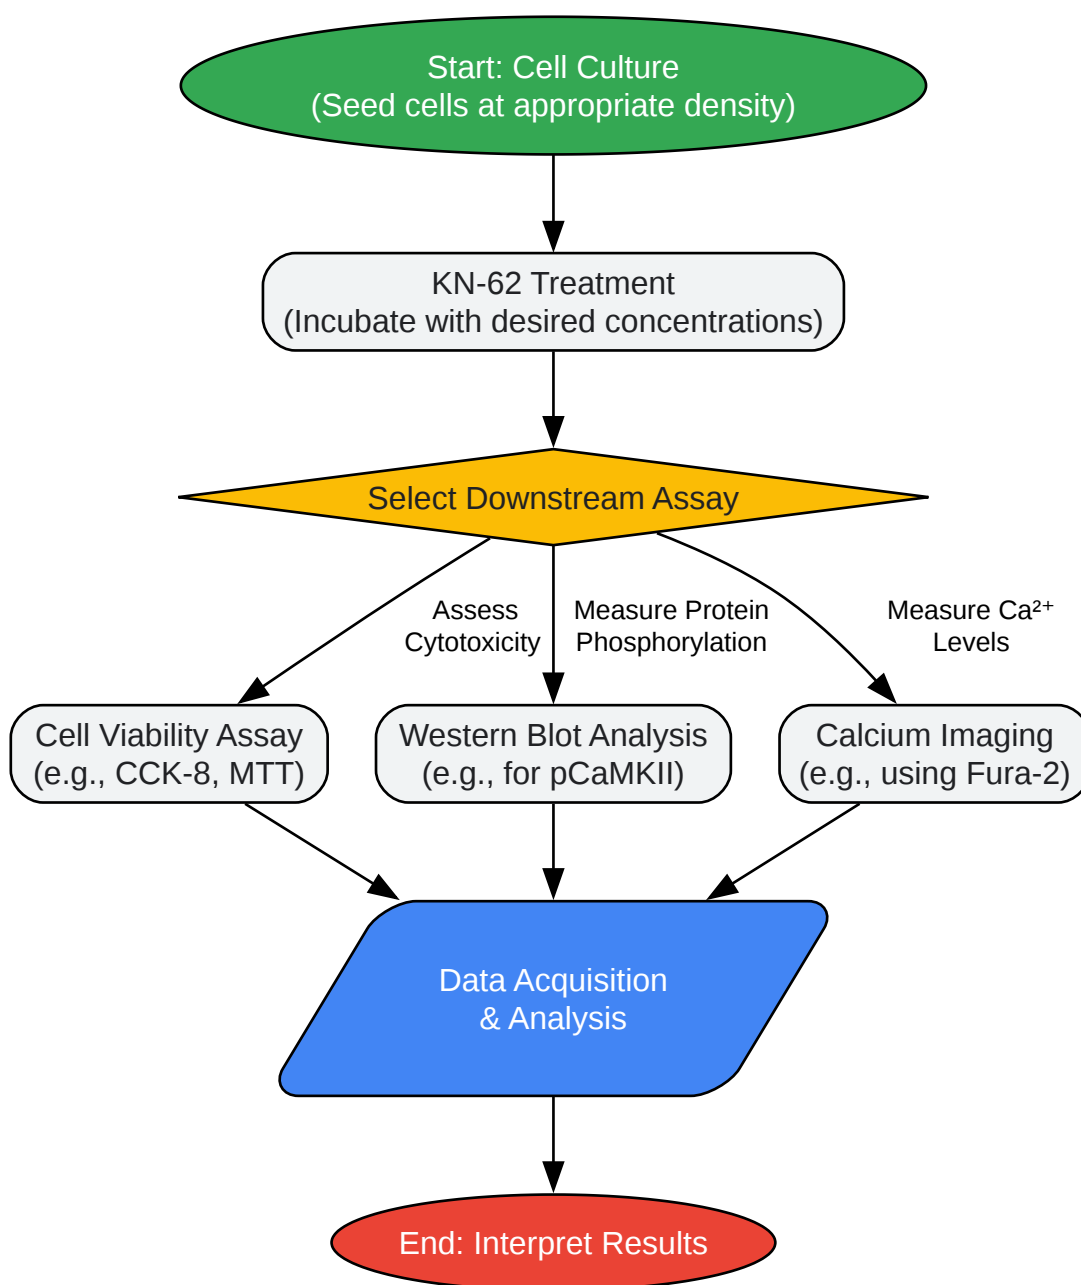 Start: Cell Culture
(Seed cells at appropriate density)
KN-62 Treatment
(Incubate with desired concentrations)
Select Downstream Assay
Assess
Cytotoxicity
Measure Protein
Phosphorylation
Measure Ca²⁺
Levels
Cell Viability Assay
(e.g., CCK-8, MTT)
Western Blot Analysis
(e.g., for pCaMKII)
Calcium Imaging
(e.g., using Fura-2)
Data Acquisition
& Analysis
End: Interpret Results